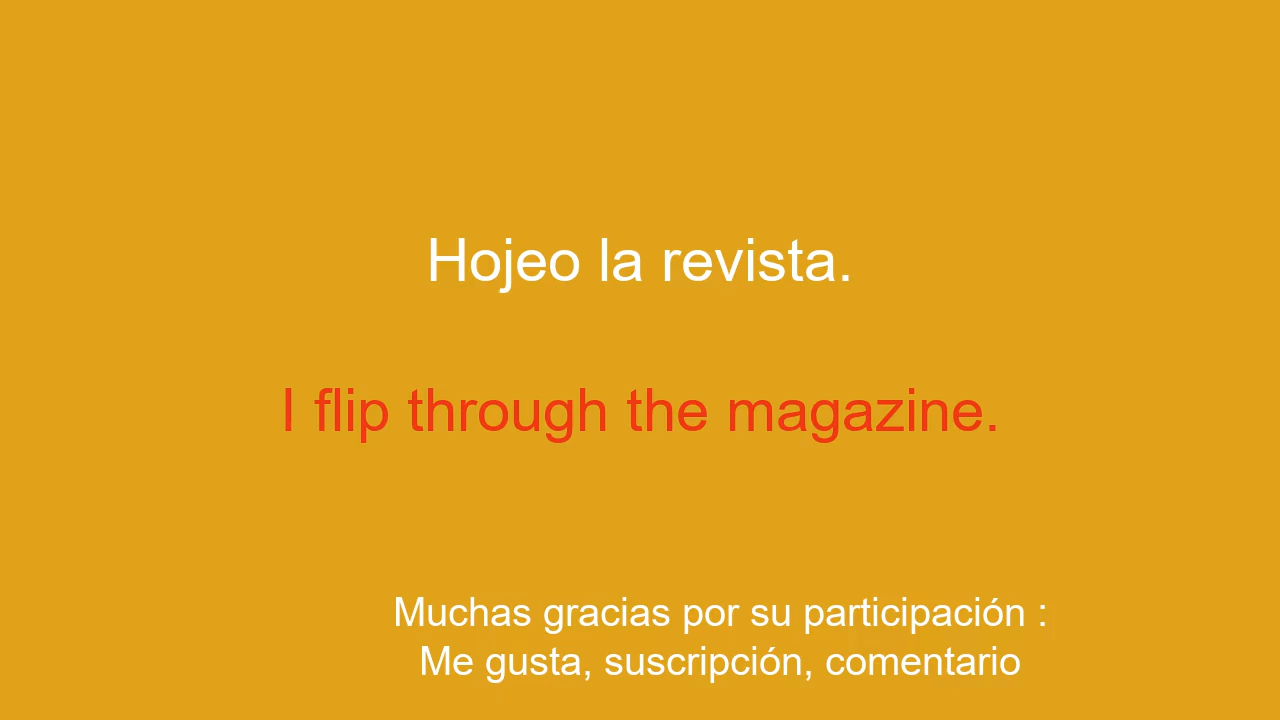 Hojeo la revista.
I flip through the magazine.
Muchas gracias por su participación :
Me gusta, suscripción, comentario